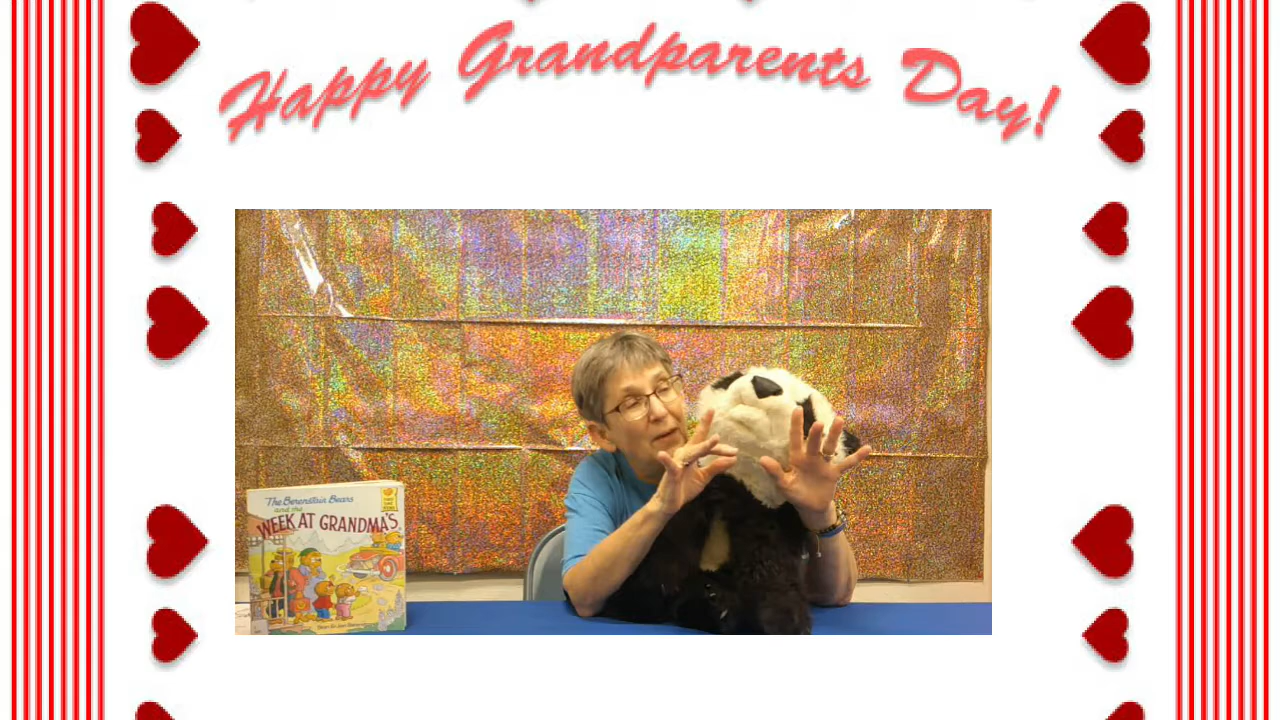 Happy Grandparents Day!
The Berenstain Bears
and the
WEEK AT GRANDMA'S